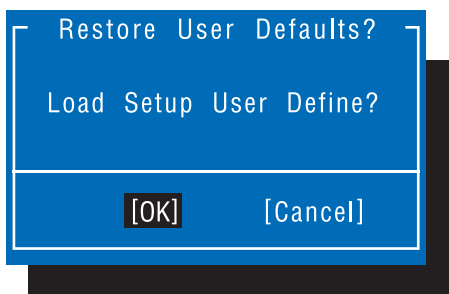 Restore User Defaults?
Load Setup User Define?
[OK] [Cancel]